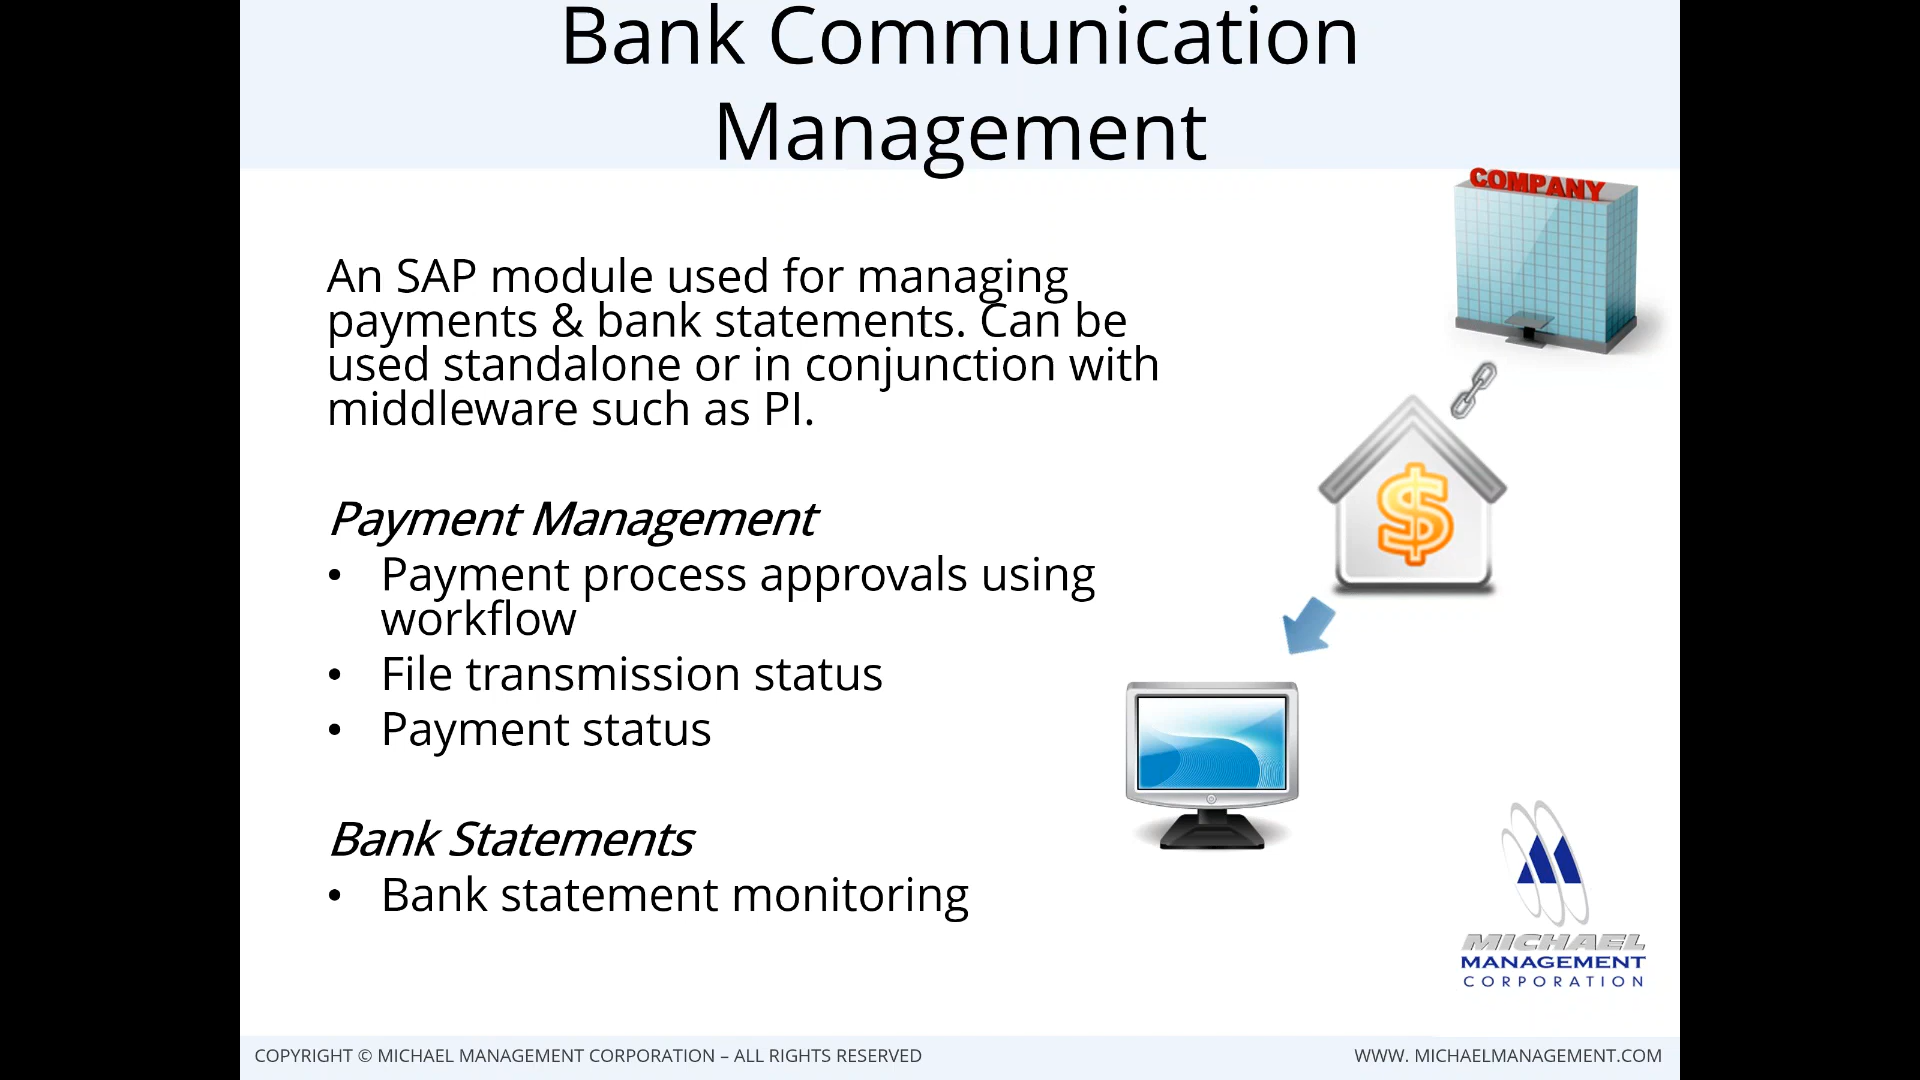 Bank Communication
Management
COMPANY
An SAP module used for managing
payments & bank statements. Can be
used standalone or in conjunction with
middleware such as PI.
$
Payment Management
• Payment process approvals using
workflow
• File transmission status
• Payment status
Bank Statements
• Bank statement monitoring
MICHAEL
MANAGEMENT
CORPORATION
COPYRIGHT © MICHAEL MANAGEMENT CORPORATION – ALL RIGHTS RESERVED
WWW. MICHAELMANAGEMENT.COM